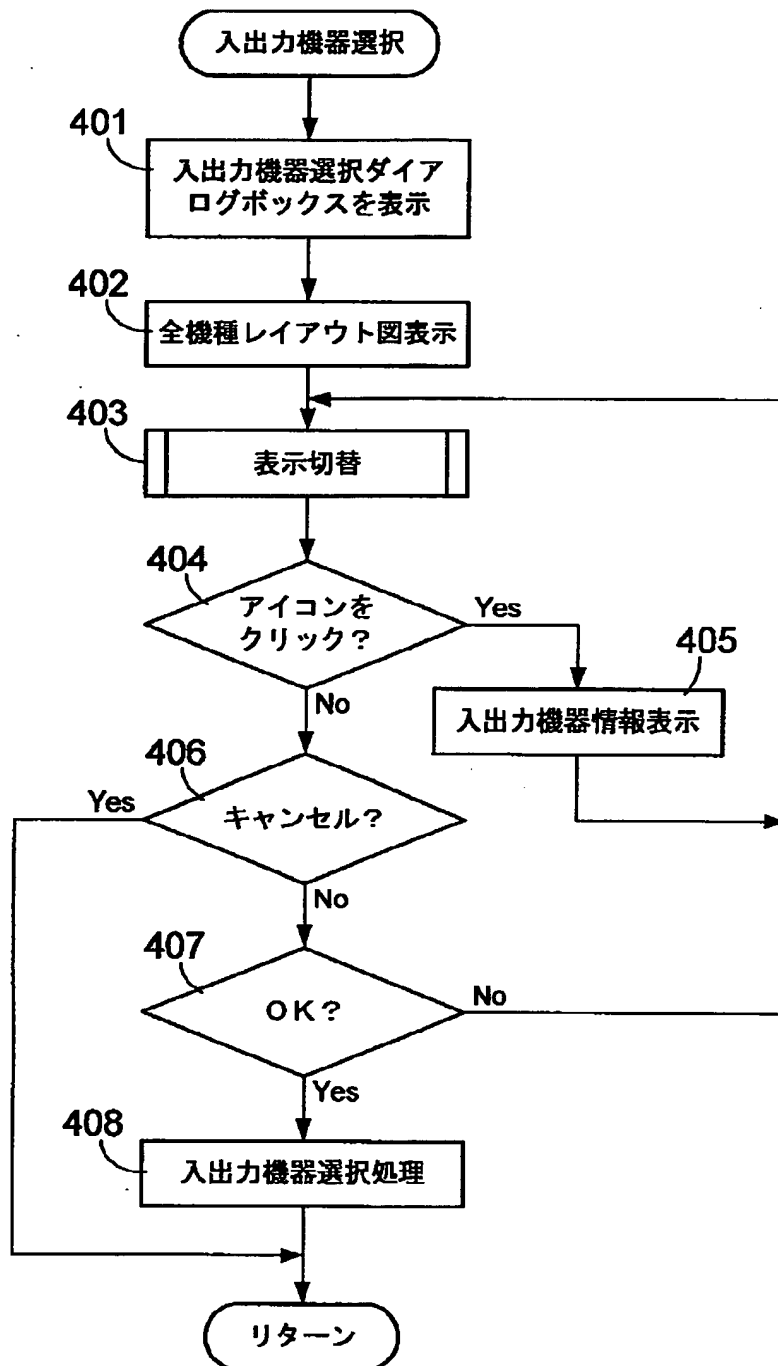 入出力機器選択
401
入出力機器選択ダイア
ログボックスを表示
402
全機種レイアウト図表示
403
表示切替
404
アイコンを
クリック?
Yes
405
入出力機器情報表示
No
406
Yes
キャンセル?
No
407
OK?
No
Yes
408
入出力機器選択処理
リターン